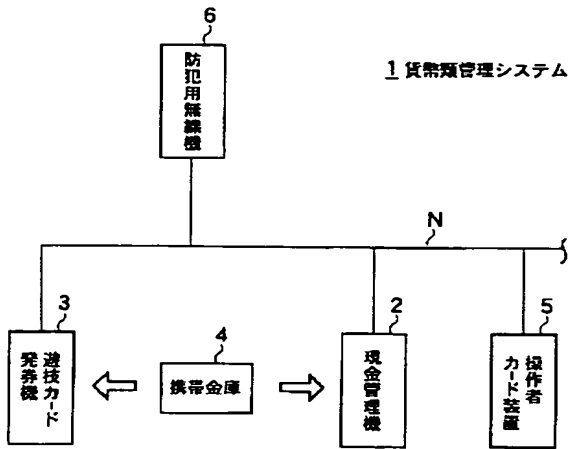 6
防犯用無線機
1 貨幣類管理システム
N
3
遊技カード
発券機
4
携帯金庫
2
現金管理機
5
操作者
カード装置